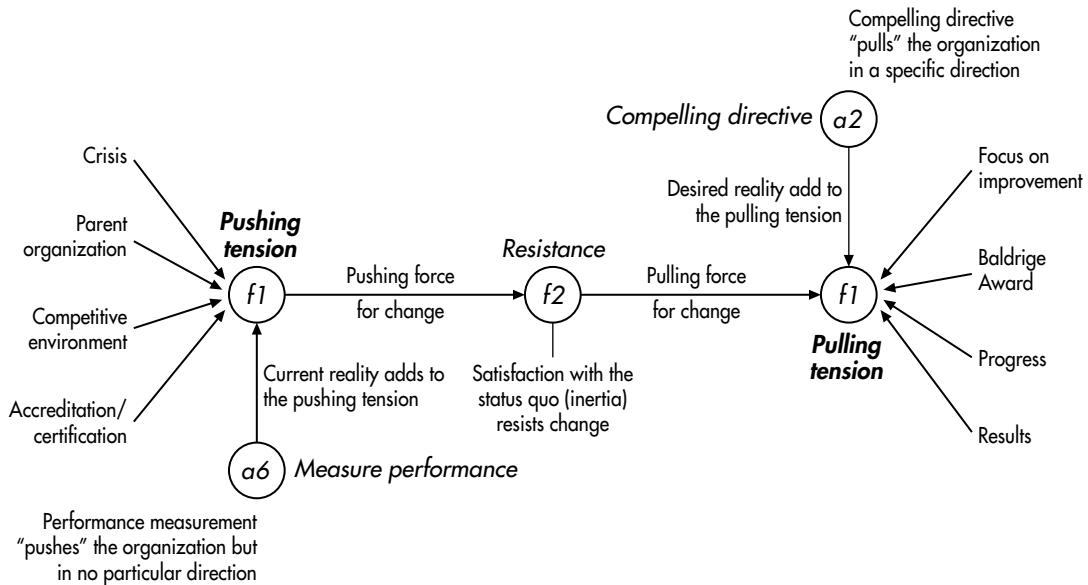 Compelling directive
“pulls” the organization
in a specific direction
Compelling directive
a2
Crisis
Focus on
improvement
Desired reality add to
the pulling tension
Parent
organization
Pushing
tension
Resistance
Baldrige
Award
f1
Pushing force
for change
f2
Pulling force
for change
f1
Competitive
environment
Pulling
tension
Progress
Current reality adds to
the pushing tension
Satisfaction with the
status quo (inertia)
resists change
Accreditation/
certification
Results
a6
Measure performance
Performance measurement
“pushes” the organization but
in no particular direction